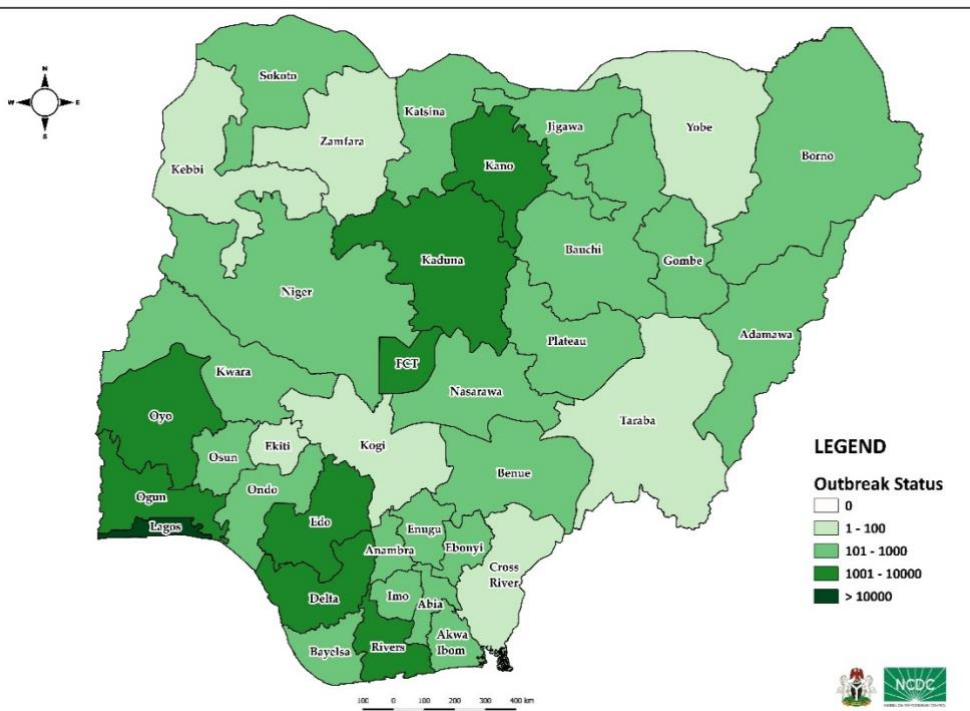 N
W E
S
Sokoto
Katsina
Jigawa
Yobe
Borno
Zamfara
Kebbi
Kano
Kaduna
Bauchi
Gombe
Niger
Adamawa
Plateau
FCT
Kwara
Nasarawa
Taraba
Oyo
Ekiti
Kogi
Osun
Benue
Ogun
Ondo
Lagos
Edo
Enugu
Anambra
Ebonyi
Cross
River
Delta
Imo
Abia
Akwa
Ibom
Bayelsa
Rivers
LEGEND
Outbreak Status
0
1 - 100
101 - 1000
1001 - 10000
> 10000
100 0 100 200 300 400 km
NCDC